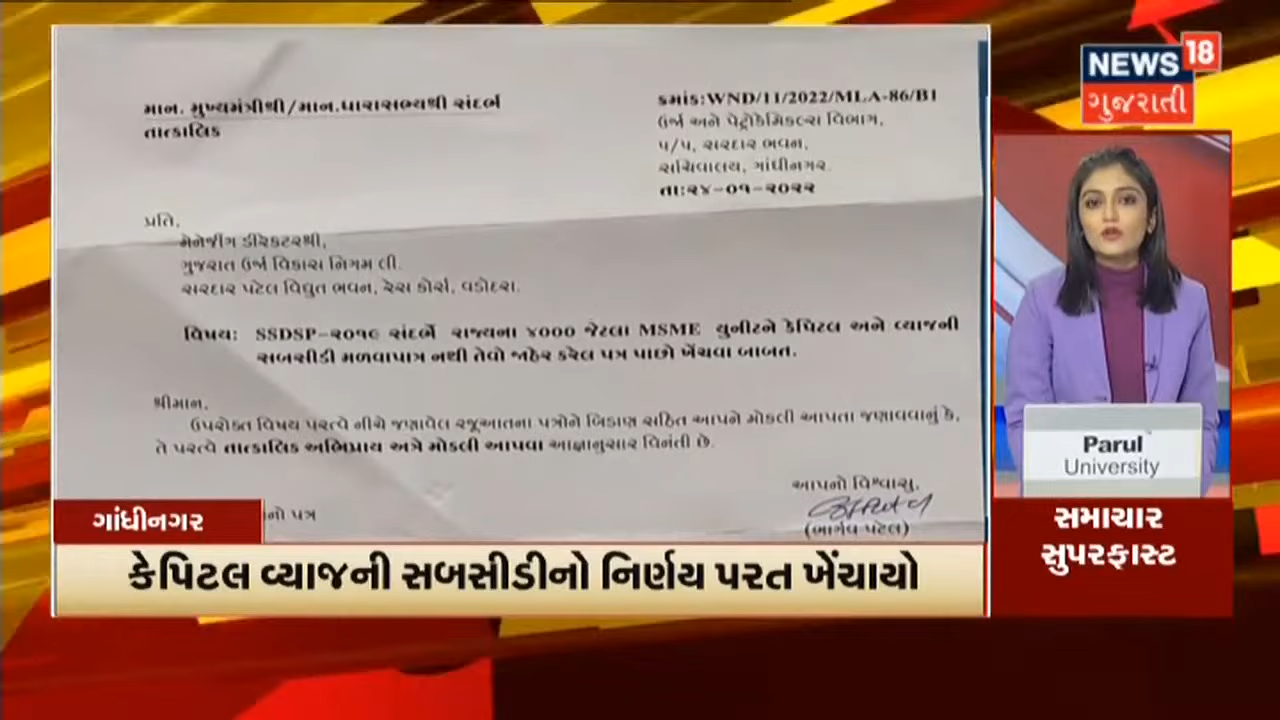 માન. મુખ્યમંત્રીશ્રી/માન.ધારાસભ્યશ્રી સંદર્ભ
તાત્કાલિક
ક્રમાંક:WND/11/2022/MLA-86/B1
ઉર્જા અને પેટ્રોકેમિકલ્સ વિભાગ,
૫/૫, સરદાર ભવન,
સચિવાલય, ગાંધીનગર.
તા:૨૪-૦૧-૨૦૨૨
પ્રતિ,
મેનેજીંગ ડીરેકટરશ્રી,
ગુજરાત ઉર્જા વિકાસ નિગમ લી.
સરદાર પટેલ વિદ્યુત ભવન, રેસ કોર્સ, વડોદરા.
વિષય: SSDSP-૨૦૧૯ સંદર્ભે રાજ્યના ૪૦૦૦ જેટલા MSME યુનીટને કેપિટલ અને વ્યાજની
સબસીડી મળવાપાત્ર નથી તેવો જાહેર કરેલ પત્ર પાછો ખેંચવા બાબત.
શ્રીમાન,
ઉપરોક્ત વિષય પરત્વે નીચે જણાવેલ રજૂઆતના પત્રોને બિડાણ સહિત આપને મોકલી આપતા જણાવવાનું કે,
તે પરત્વે તાત્કાલિક અભિપ્રાય અત્રે મોકલી આપવા આજ્ઞાનુસાર વિનંતી છે.
આપનો વિશ્વાસુ,
(ભાર્ગવ પટેલ)
નો પત્ર
ગાંધીનગર
કેપિટલ વ્યાજની સબસીડીનો નિર્ણય પરત ખેંચાયો
NEWS 18
ગુજરાતી
Parul
University
સમાચાર
સુપરફાસ્ટ